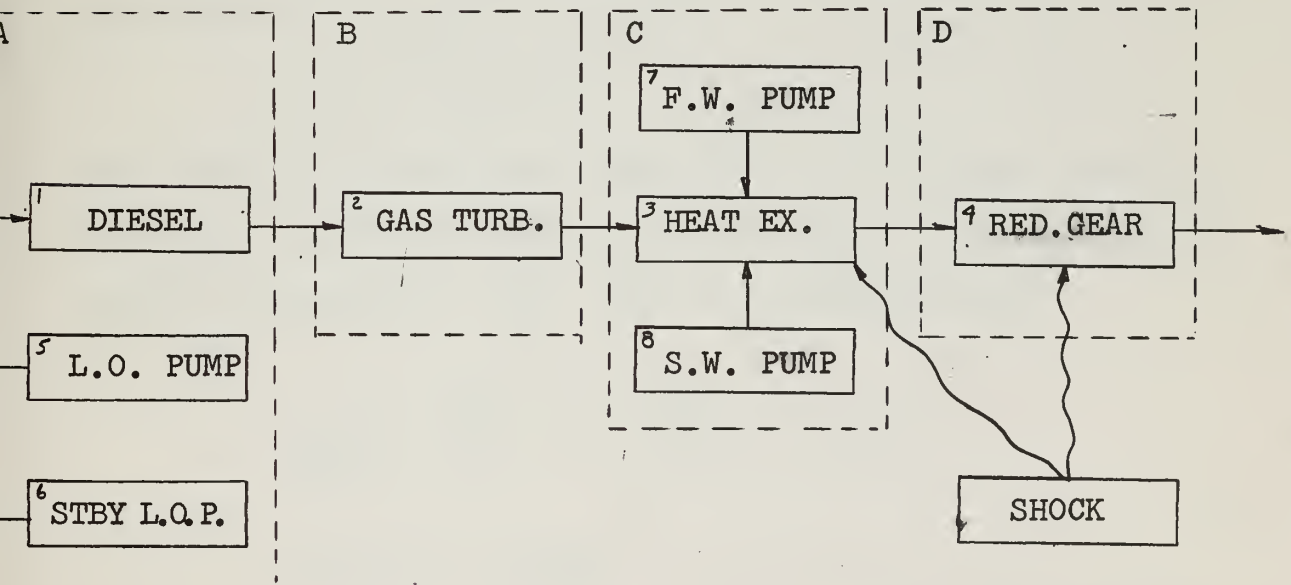 A
B
C
D
7
F.W. PUMP
1
DIESEL
2
GAS TURB.
3
HEAT EX.
4
RED.GEAR
5
L.O. PUMP
8
S.W. PUMP
6
STBY L.O.P.
SHOCK